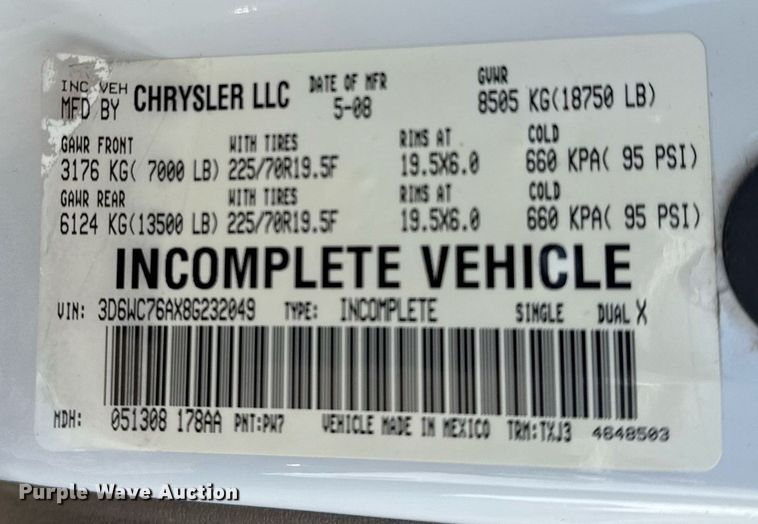 INC VEH
MFD BY CHRYSLER LLC DATE OF MFR 5-08 GVWR 8505 KG(18750 LB)
GAWR FRONT WITH TIRES RIMS AT COLD
3176 KG( 7000 LB) 225/70R19.5F 19.5X6.0 660 KPA( 95 PSI)
GAWR REAR WITH TIRES RIMS AT COLD
6124 KG(13500 LB) 225/70R19.5F 19.5X6.0 660 KPA( 95 PSI)
INCOMPLETE VEHICLE
VIN: 3D6WC76AX8G232049 TYPE: INCOMPLETE SINGLE DUAL X
MDH: 051308 178AA PNT:PW7 VEHICLE MADE IN MEXICO TRM:TXJ3 4648503
Purple Wave Auction